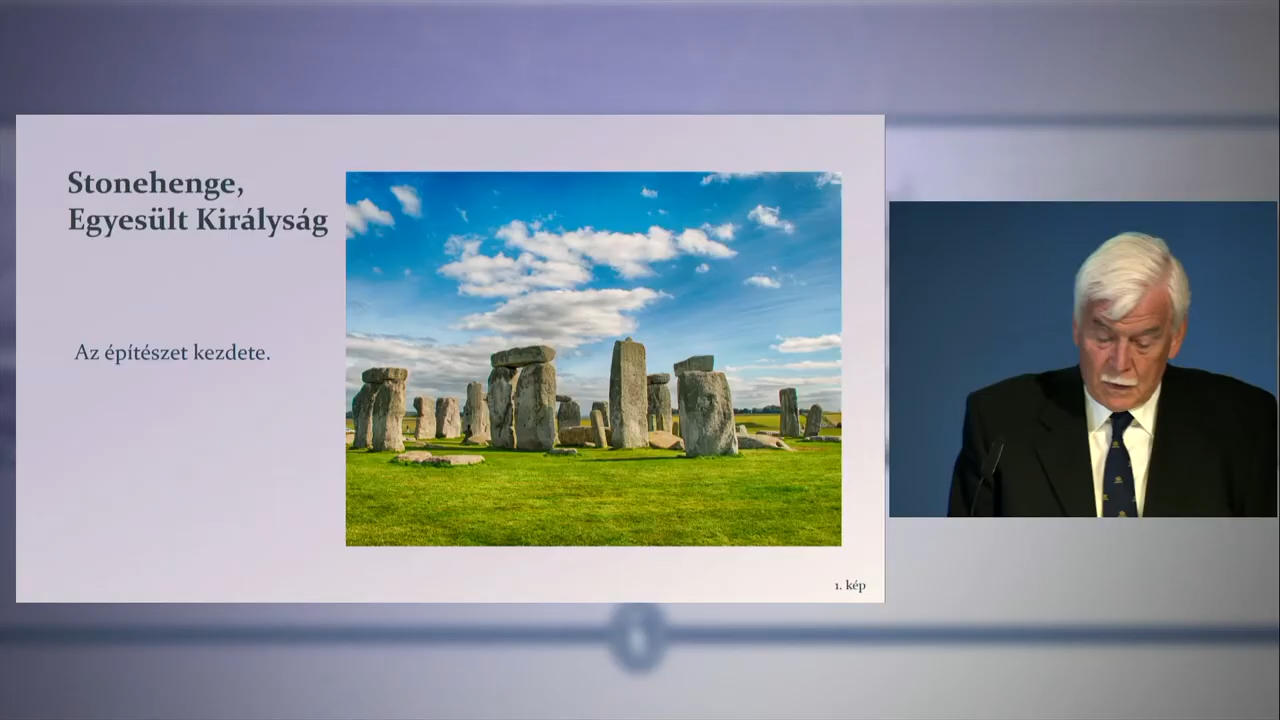 Stonehenge,
Egyesült Királyság
Az építészet kezdete.
1. kép